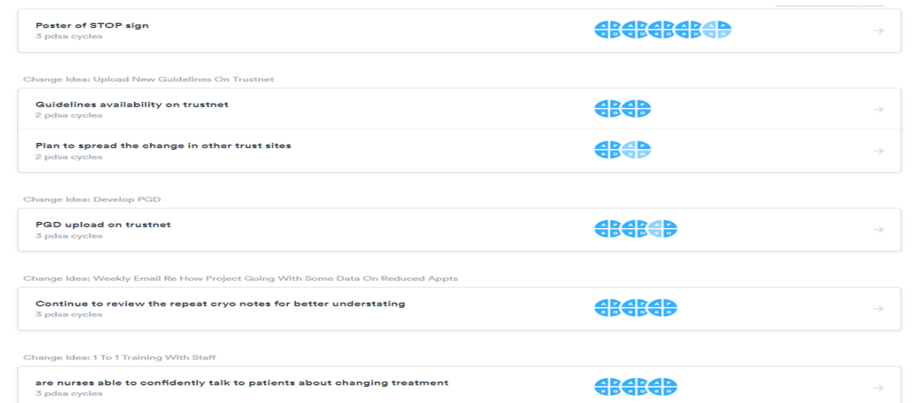 Poster of STOP sign
3 pdsa cycles
Change Idea: Upload New Guidelines On Trustnet
Guidelines availability on trustnet
2 pdsa cycles
Plan to spread the change in other trust sites
2 pdsa cycles
Change Idea: Develop PGD
PGD upload on trustnet
3 pdsa cycles
Change Idea: Weekly Email Re How Project Going With Some Data On Reduced Appts
Continue to review the repeat cryo notes for better understating
3 pdsa cycles
Change Idea: 1 To 1 Training With Staff
are nurses able to confidently talk to patients about changing treatment
3 pdsa cycles